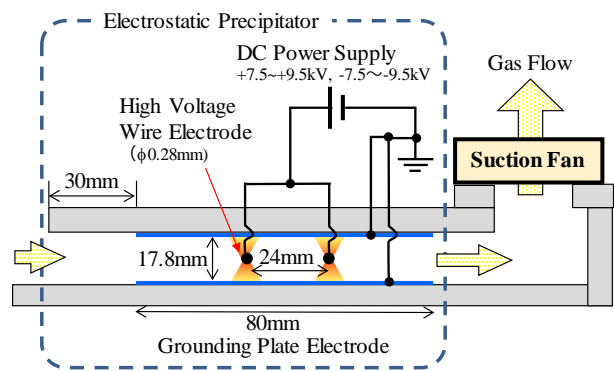 Electrostatic Precipitator
DC Power Supply
+7.5~+9.5kV, -7.5～-9.5kV
Gas Flow
High Voltage
Wire Electrode
(ϕ0.28mm)
Suction Fan
30mm
17.8mm
24mm
80mm
Grounding Plate Electrode